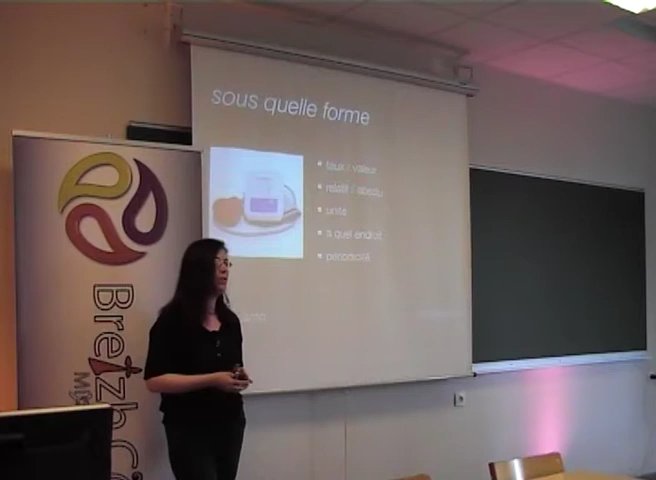 sous quelle forme
taux / valeur
relatif / absolu
unité
à quel endroit
périodicité
Breizh C